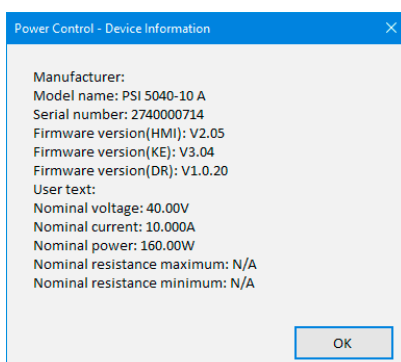 Power Control - Device Information
Manufacturer:
Model name: PSI 5040-10 A
Serial number: 2740000714
Firmware version(HMI): V2.05
Firmware version(KE): V3.04
Firmware version(DR): V1.0.20
User text:
Nominal voltage: 40.00V
Nominal current: 10.000A
Nominal power: 160.00W
Nominal resistance maximum: N/A
Nominal resistance minimum: N/A
OK